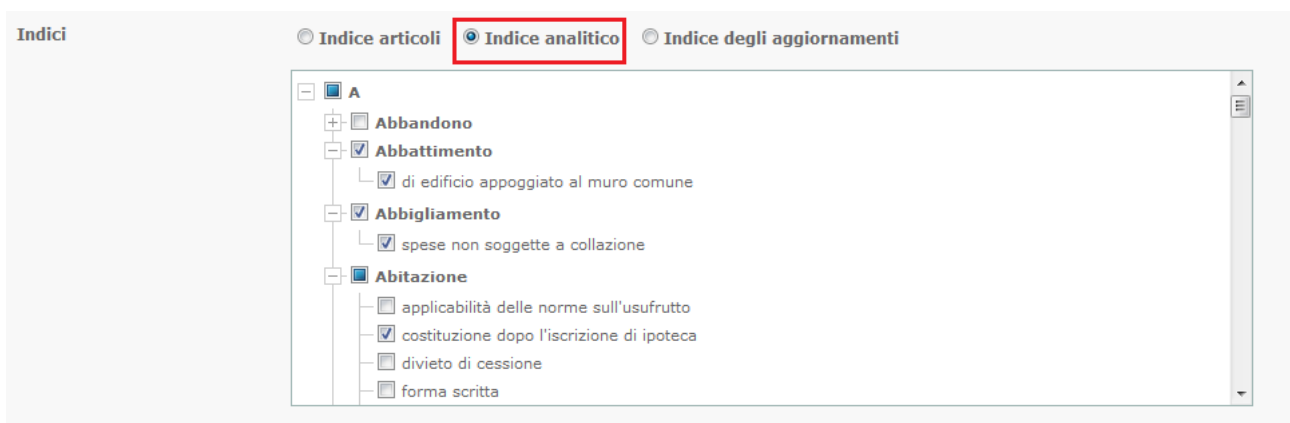 Indici
Indice articoli Indice analitico Indice degli aggiornamenti
A
Abbandono
Abbattimento
di edificio appoggiato al muro comune
Abbigliamento
spese non soggette a collazione
Abitazione
applicabilità delle norme sull'usufrutto
costituzione dopo l'iscrizione di ipoteca
divieto di cessione
forma scritta